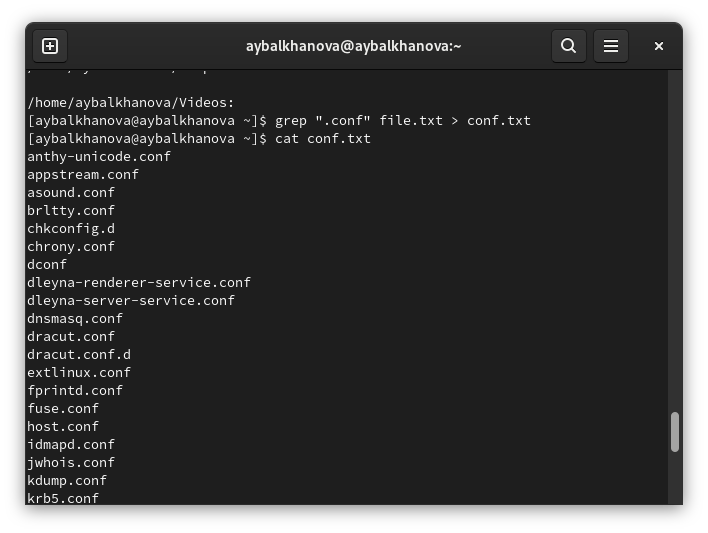 aybalkhanova@aybalkhanova:~
/home/aybalkhanova/Videos:
[aybalkhanova@aybalkhanova ~]$ grep ".conf" file.txt > conf.txt
[aybalkhanova@aybalkhanova ~]$ cat conf.txt
anthy-unicode.conf
appstream.conf
asound.conf
brltty.conf
chkconfig.d
chrony.conf
dconf
dleyna-renderer-service.conf
dleyna-server-service.conf
dnsmasq.conf
dracut.conf
dracut.conf.d
extlinux.conf
fprintd.conf
fuse.conf
host.conf
idmapd.conf
jwhois.conf
kdump.conf
krb5.conf